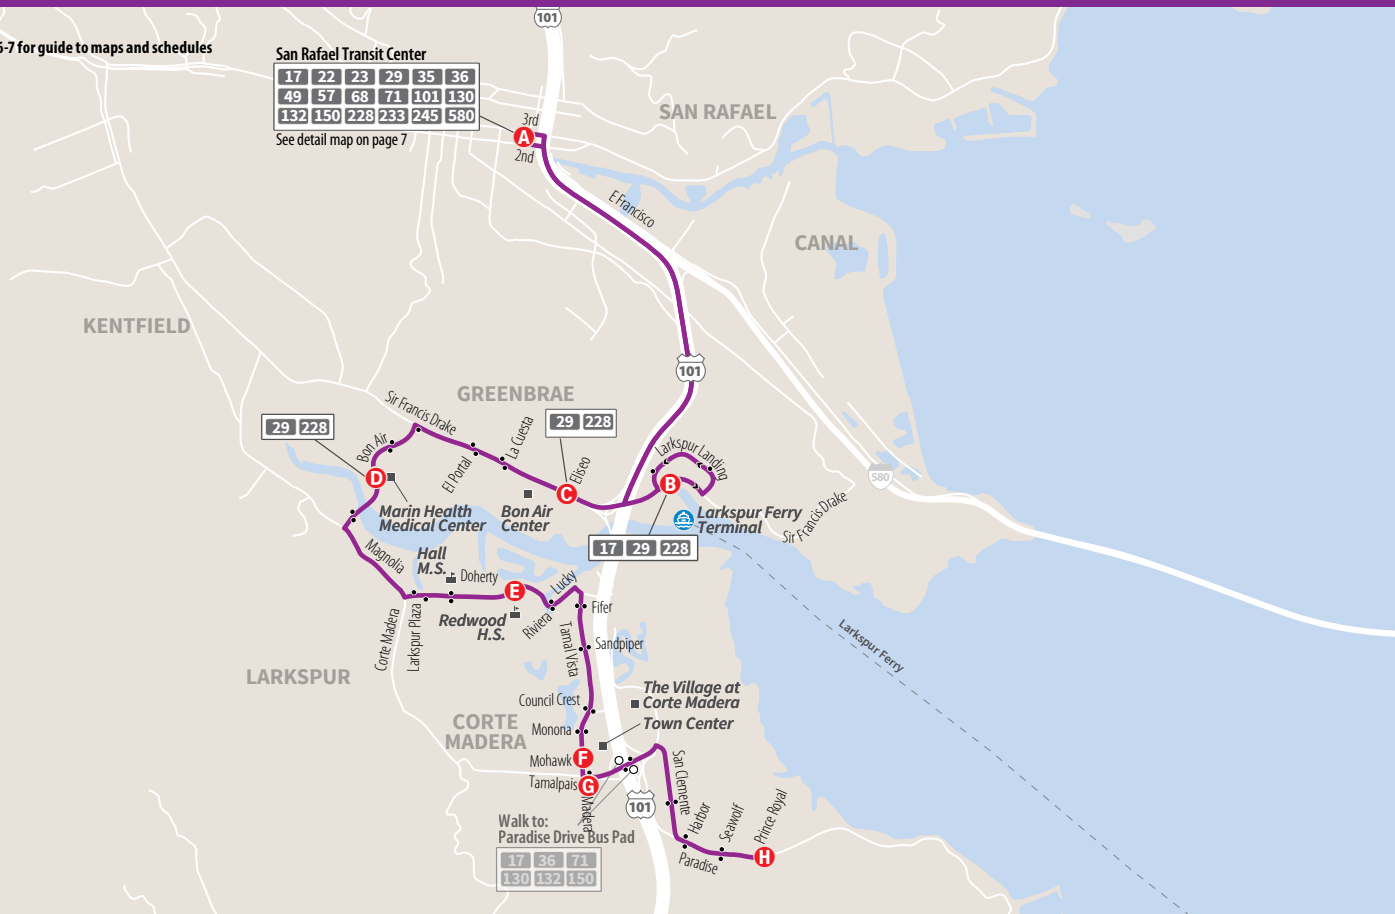 101
6-7 for guide to maps and schedules
San Rafael Transit Center
17 22 23 29 35 36
49 57 68 71 101 130
132 150 228 233 245 580
See detail map on page 7
3rd
A
2nd
SAN RAFAEL
E Francisco
CANAL
KENTFIELD
101
GREENBRAE
Sir Francis Drake
29 228
29 228
Bon Air
La Cuesta
El Portal
Eliseo
Larkspur Landing
D
C
B
580
Marin Health
Medical Center
Bon Air
Center
Larkspur Ferry
Terminal
Sir Francis Drake
17 29 228
Magnolia
Hall
M.S.
Doherty
E
Lucky
Redwood
H.S.
Riviera
Fifer
Corte Madera
Larkspur Plaza
Tamal Vista
Sandpiper
Larkspur Ferry
LARKSPUR
The Village at
Corte Madera
Council Crest
Town Center
CORTE
MADERA
Monona
Mohawk
F
Tamalpais
G
Madera
San Clemente
101
Walk to:
Paradise Drive Bus Pad
17 36 71
130 132 150
Harbor
Seawolf
Prince Royal
Paradise
H